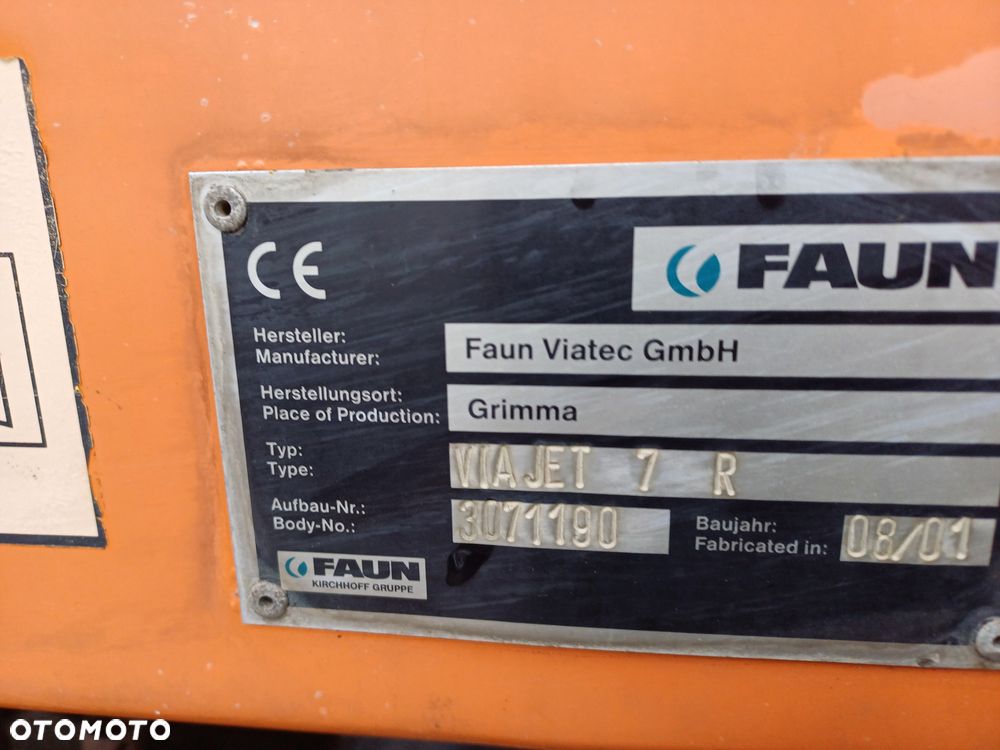 CE
FAUN
Hersteller:
Manufacturer:
Faun Viatec GmbH
Herstellungsort:
Place of Production:
Grimma
Typ:
Type:
VIAJET 7 R
Aufbau-Nr.:
Body-No.:
3071190
Baujahr:
Fabricated in:
08/01
FAUN
KIRCHHOFF GRUPPE
OTOMOTO